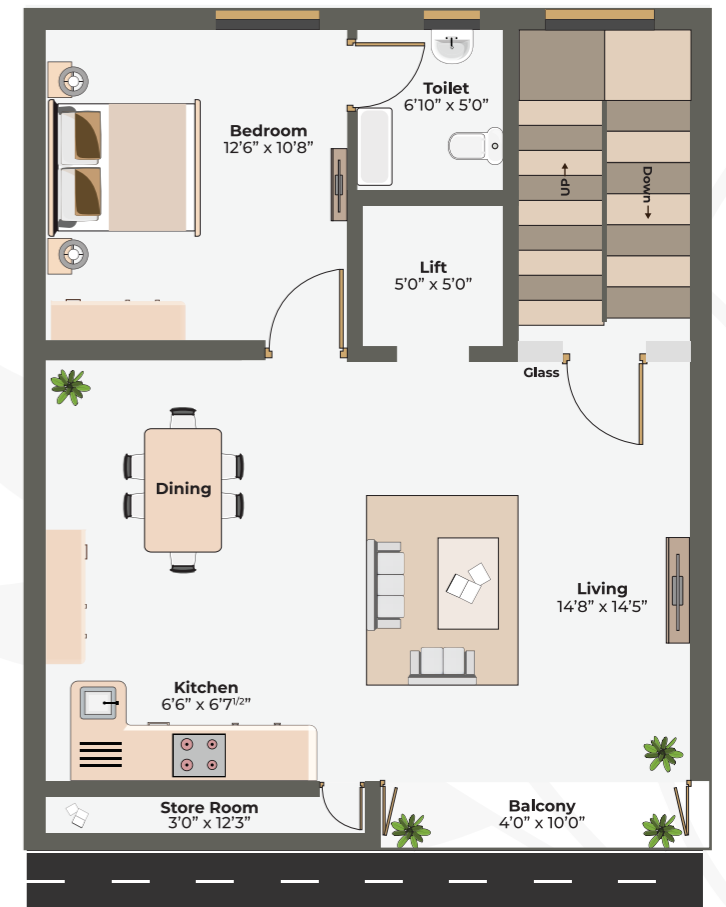 Toilet
6’10” x 5’0”
Bedroom
12’6” x 10’8”
UP→
Down→
Lift
5’0” x 5’0”
Glass
Dining
Living
14’8” x 14’5”
Kitchen
6’6” x 6’71/2”
Store Room
3’0” x 12’3”
Balcony
4’0” x 10’0”